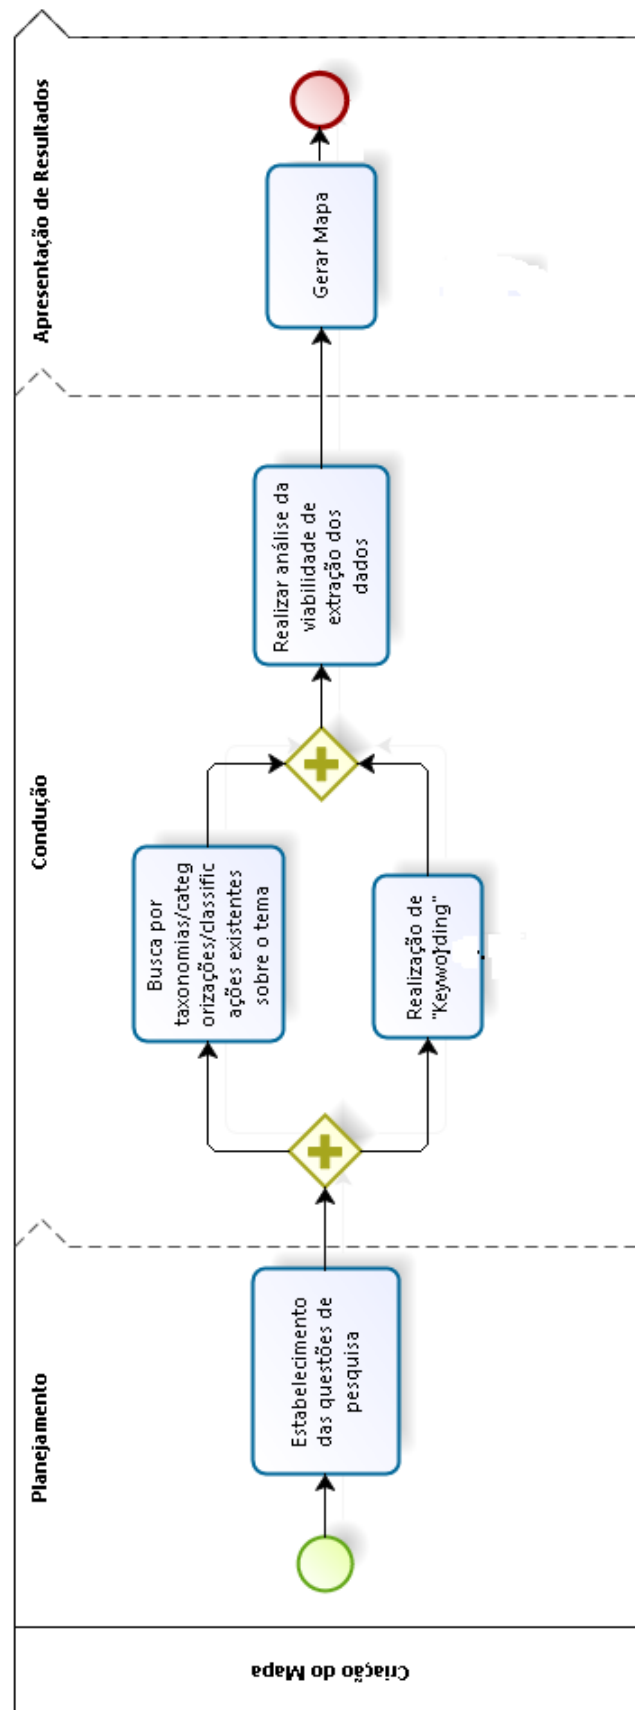 Criação do Mapa
Planejamento
Condução
Apresentação de Resultados
Estabelecimento
das questões de
pesquisa
Busca por
taxonomias/categ
orizações/classific
ações existentes
sobre o tema
Realização de
"Keywording"
Realizar análise da
viabilidade de
extração dos
dados
Gerar Mapa